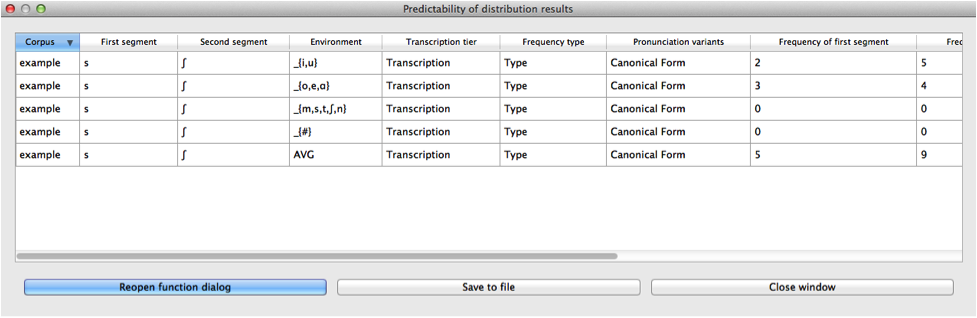 Predictability of distribution results
Corpus ▼ First segment Second segment Environment Transcription tier Frequency type Pronunciation variants Frequency of first segment Frec
example s ʃ _{i,u} Transcription Type Canonical Form 2 5
example s ʃ _{o,e,ɑ} Transcription Type Canonical Form 3 4
example s ʃ _{m,s,t,ʃ,n} Transcription Type Canonical Form 0 0
example s ʃ _{#} Transcription Type Canonical Form 0 0
example s ʃ AVG Transcription Type Canonical Form 5 9
Reopen function dialog Save to file Close window